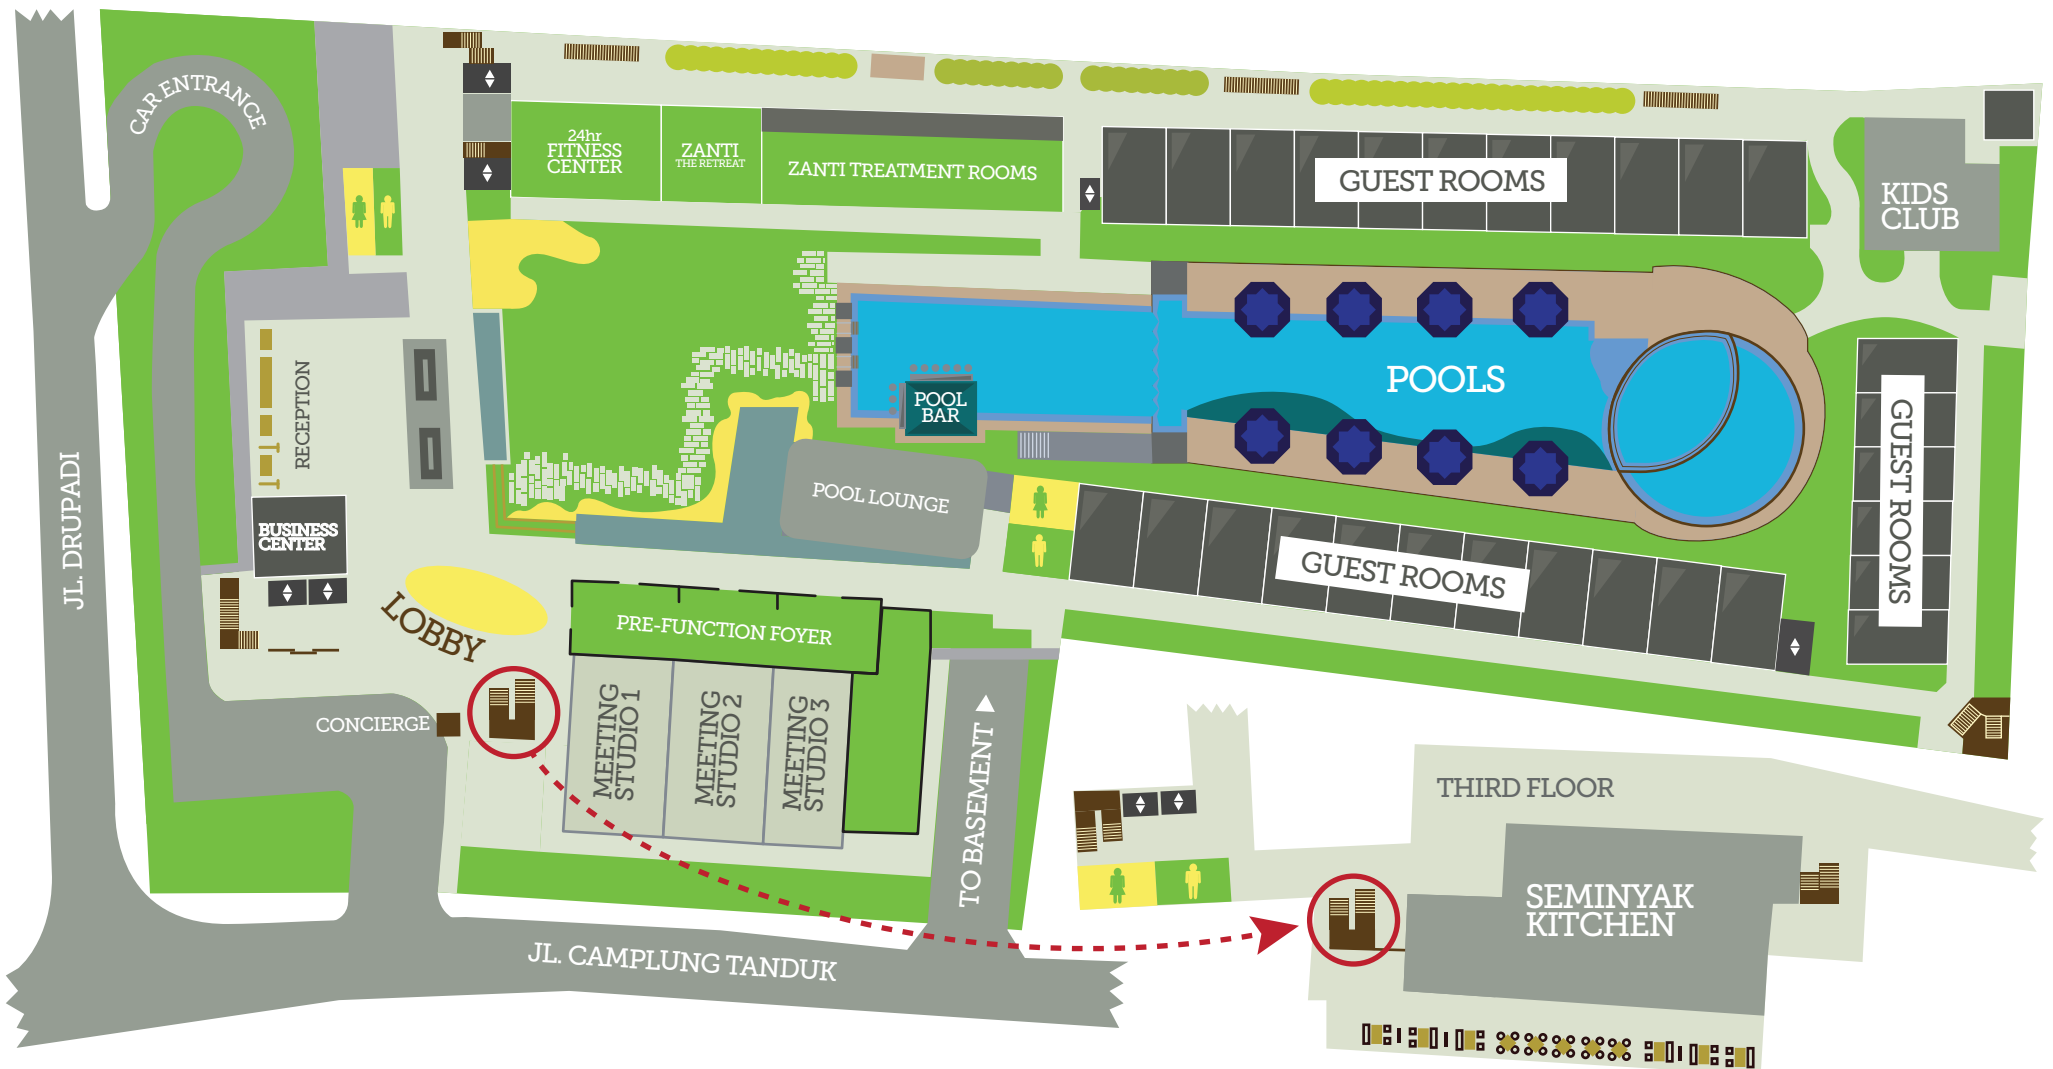 CAR ENTRANCE
24hr
FITNESS
CENTER
ZANTI
THE RETREAT
ZANTI TREATMENT ROOMS
GUEST ROOMS
KIDS
CLUB
RECEPTION
POOL
BAR
POOLS
GUEST ROOMS
POOL LOUNGE
BUSINESS
CENTER
JL. DRUPADI
LOBBY
PRE-FUNCTION FOYER
GUEST ROOMS
CONCIERGE
MEETING
STUDIO 1
MEETING
STUDIO 2
MEETING
STUDIO 3
TO BASEMENT
THIRD FLOOR
SEMINYAK
KITCHEN
JL. CAMPLUNG TANDUK